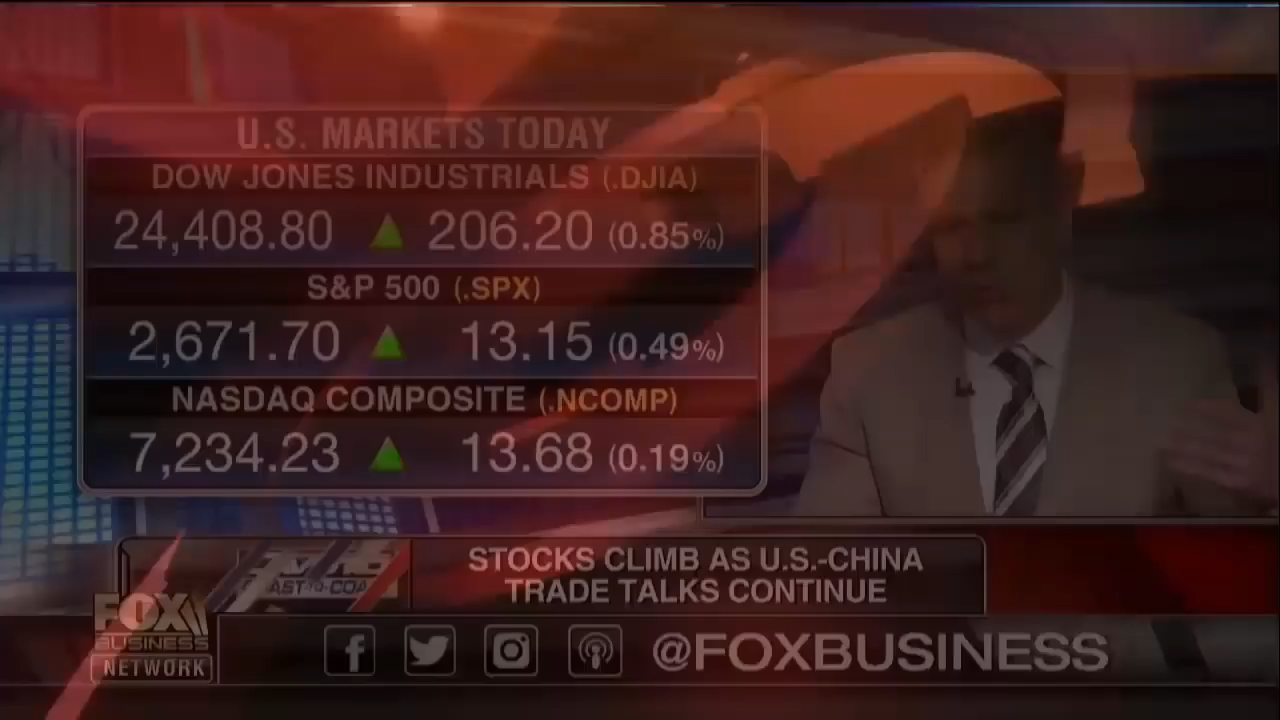 U.S. MARKETS TODAY
DOW JONES INDUSTRIALS (.DJIA)
24,408.80 ▲ 206.20 (0.85%)
S&P 500 (.SPX)
2,671.70 ▲ 13.15 (0.49%)
NASDAQ COMPOSITE (.NCOMP)
7,234.23 ▲ 13.68 (0.19%)
STOCKS CLIMB AS U.S.-CHINA
TRADE TALKS CONTINUE
FOX
BUSINESS
NETWORK
@FOXBUSINESS